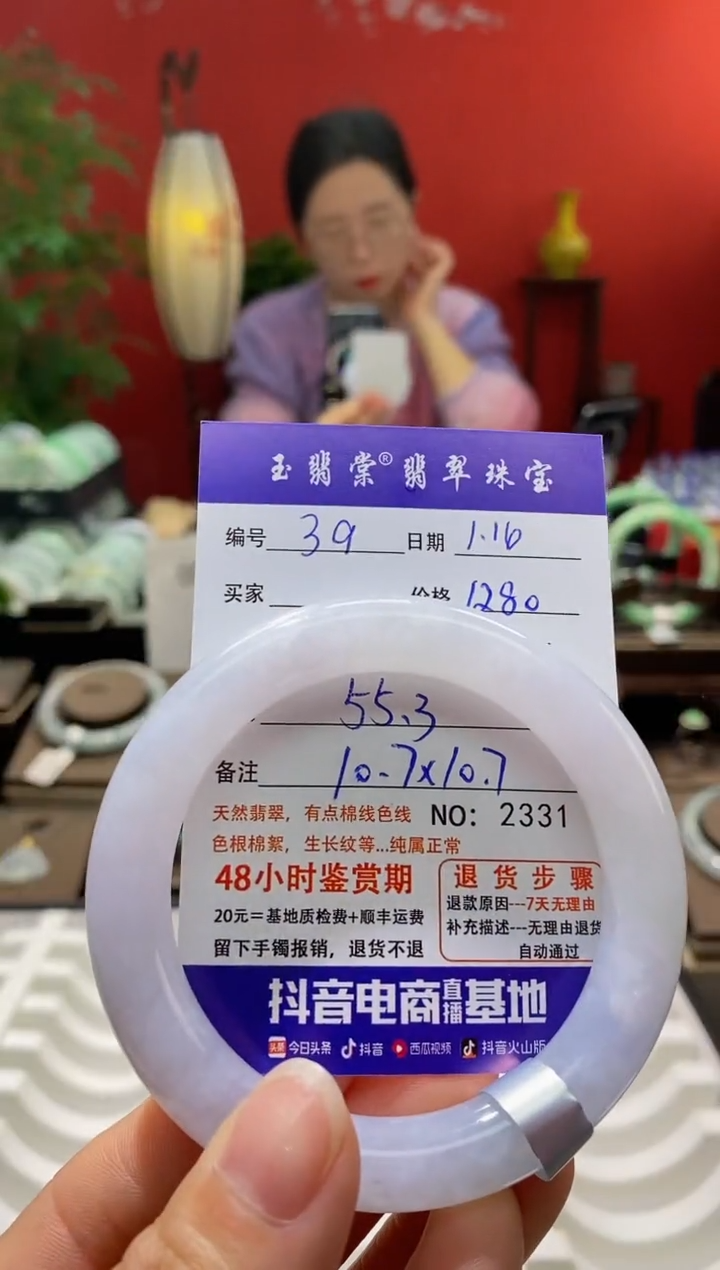 玉翡棠®翡翠珠宝
编号 39 日期 1.16
买家 价格 1280
55.3
备注 10.7x10.7
天然翡翠，有点棉线色线 NO: 2331
色根棉絮，生长纹等...纯属正常
48小时鉴赏期
20元=基地质检费+顺丰运费
留下手镯报销，退货不退
退货步骤
退款原因---7天无理由
补充描述---无理由退货
自动通过
抖音电商直播基地
头条 今日头条 抖音 西瓜视频 抖音火山版